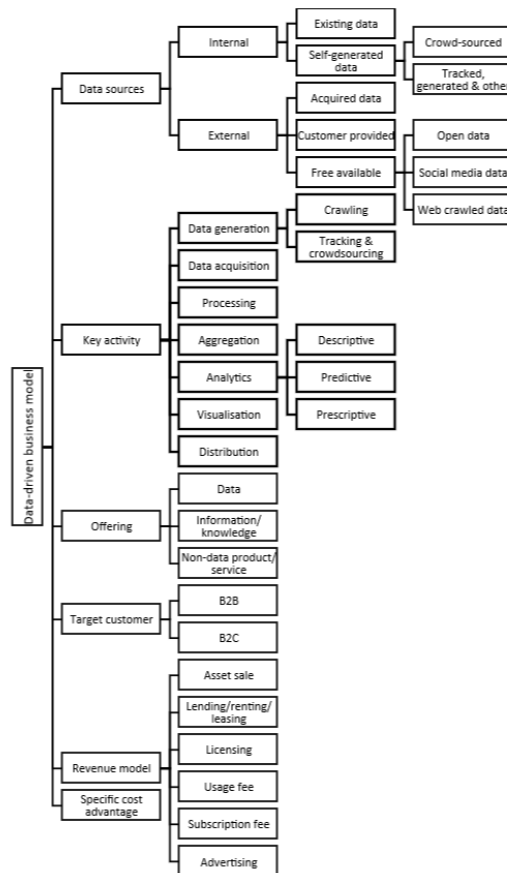 Data-driven business model
Data sources
Internal
Existing data
Self-generated
data
Crowd-sourced
Tracked,
generated & other
External
Acquired data
Customer provided
Free available
Open data
Social media data
Web crawled data
Key activity
Data generation
Crawling
Tracking &
crowdsourcing
Data acquisition
Processing
Aggregation
Analytics
Descriptive
Predictive
Prescriptive
Visualisation
Distribution
Offering
Data
Information/
knowledge
Non-data product/
service
Target customer
B2B
B2C
Revenue model
Asset sale
Lending/renting/
leasing
Licensing
Usage fee
Subscription fee
Advertising
Specific cost
advantage